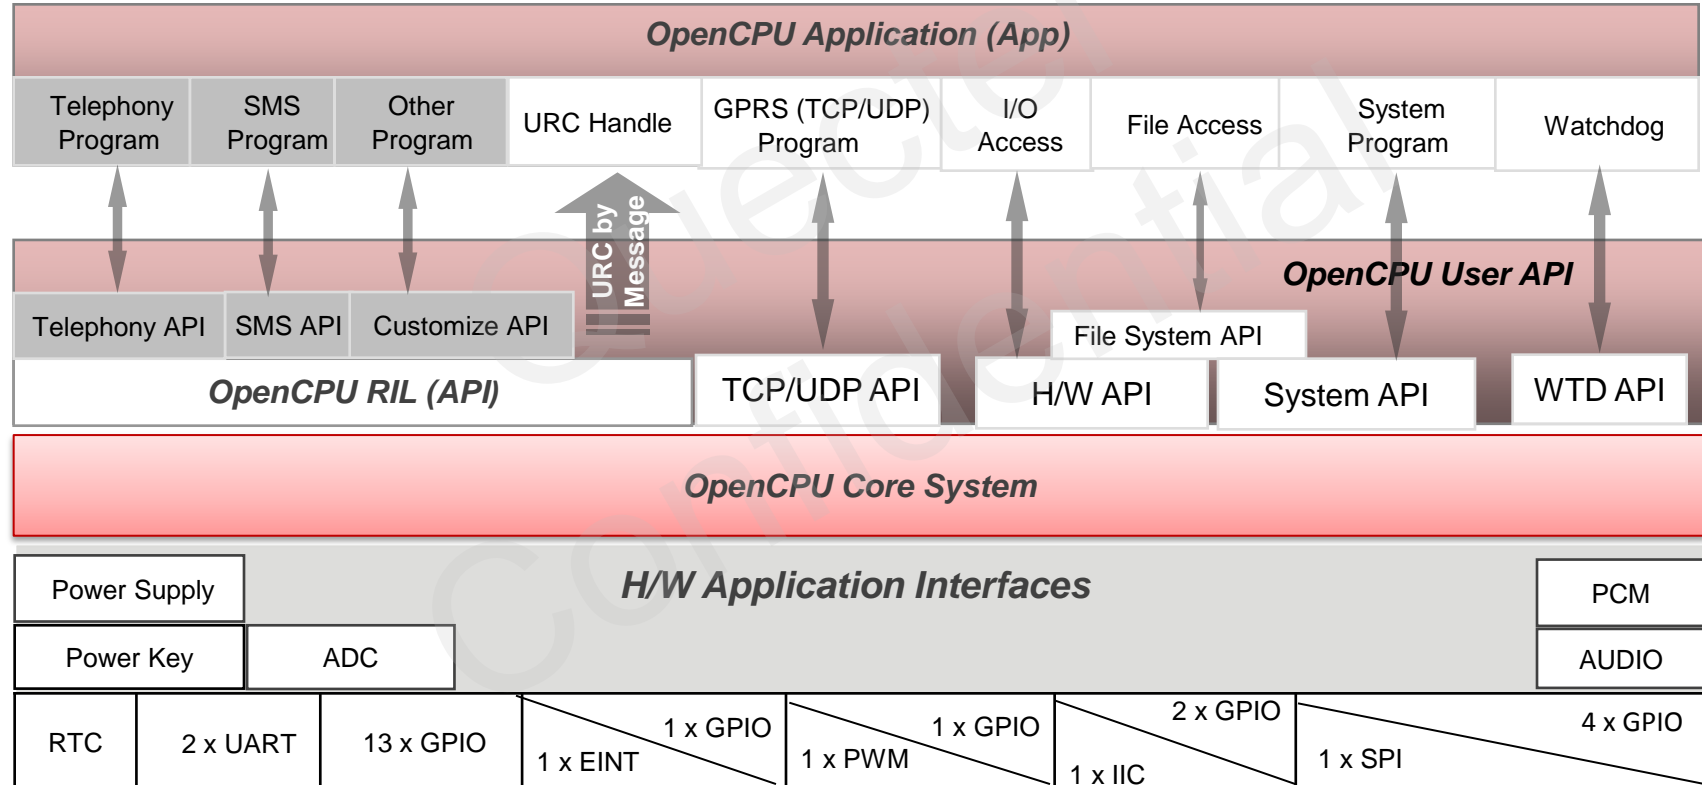 OpenCPU Application (App)
Telephony
Program
SMS
Program
Other
Program
URC Handle
GPRS (TCP/UDP)
Program
I/O
Access
File Access
System
Program
Watchdog
URC by
Message
OpenCPU User API
Telephony API
SMS API
Customize API
File System API
OpenCPU RIL (API)
TCP/UDP API
H/W API
System API
WTD API
OpenCPU Core System
H/W Application Interfaces
Power Supply
PCM
Power Key
ADC
AUDIO
RTC
2 x UART
13 x GPIO
1 x GPIO
1 x EINT
1 x GPIO
1 x PWM
2 x GPIO
1 x IIC
4 x GPIO
1 x SPI
Quectel
Confidential